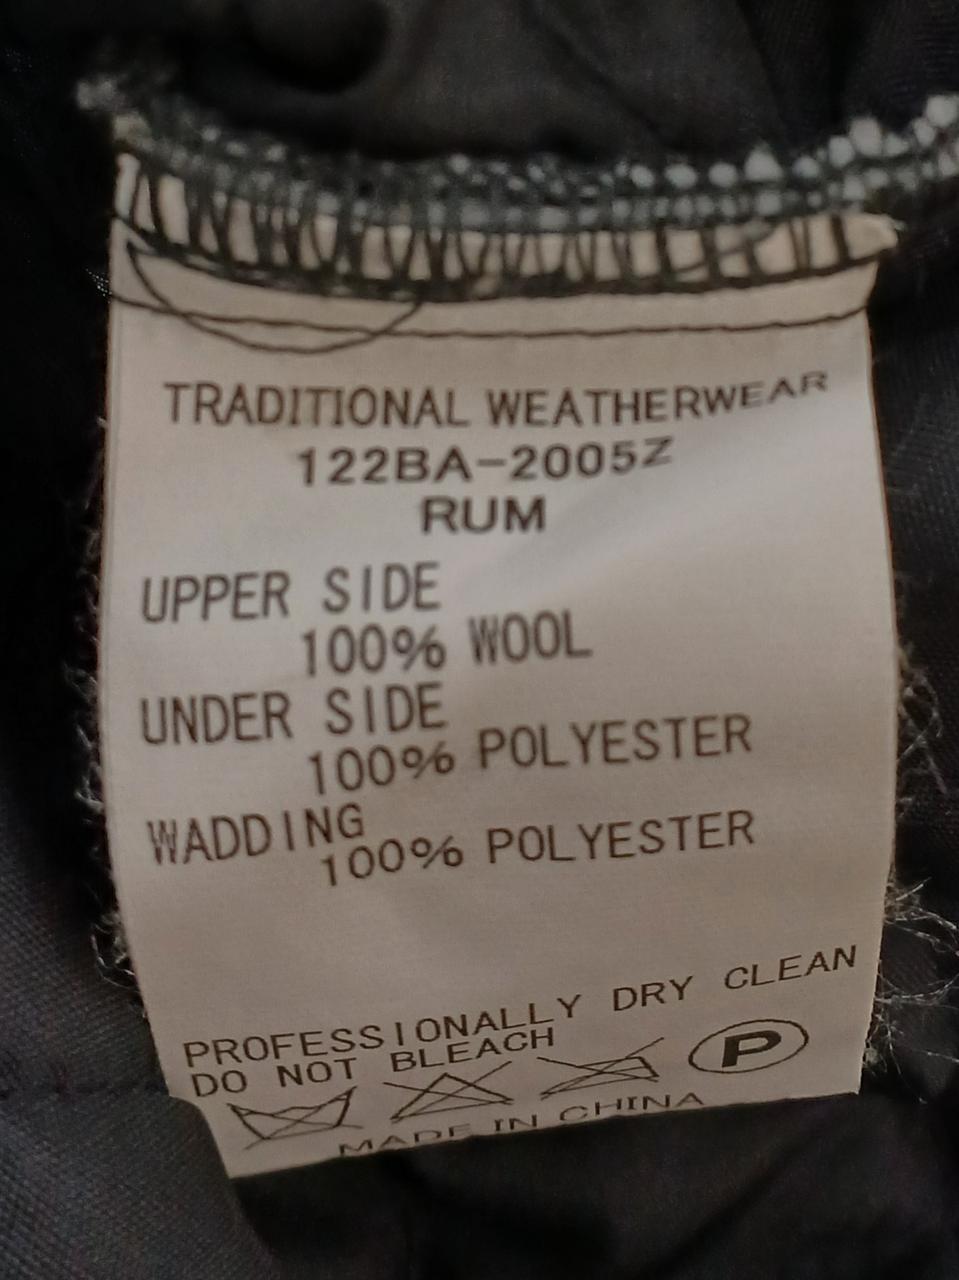 TRADITIONAL WEATHERWEAR
122BA-2005Z
RUM
UPPER SIDE
100% WOOL
UNDER SIDE
100% POLYESTER
WADDING
100% POLYESTER
PROFESSIONALLY DRY CLEAN
DO NOT BLEACH
P
MADE IN CHINA